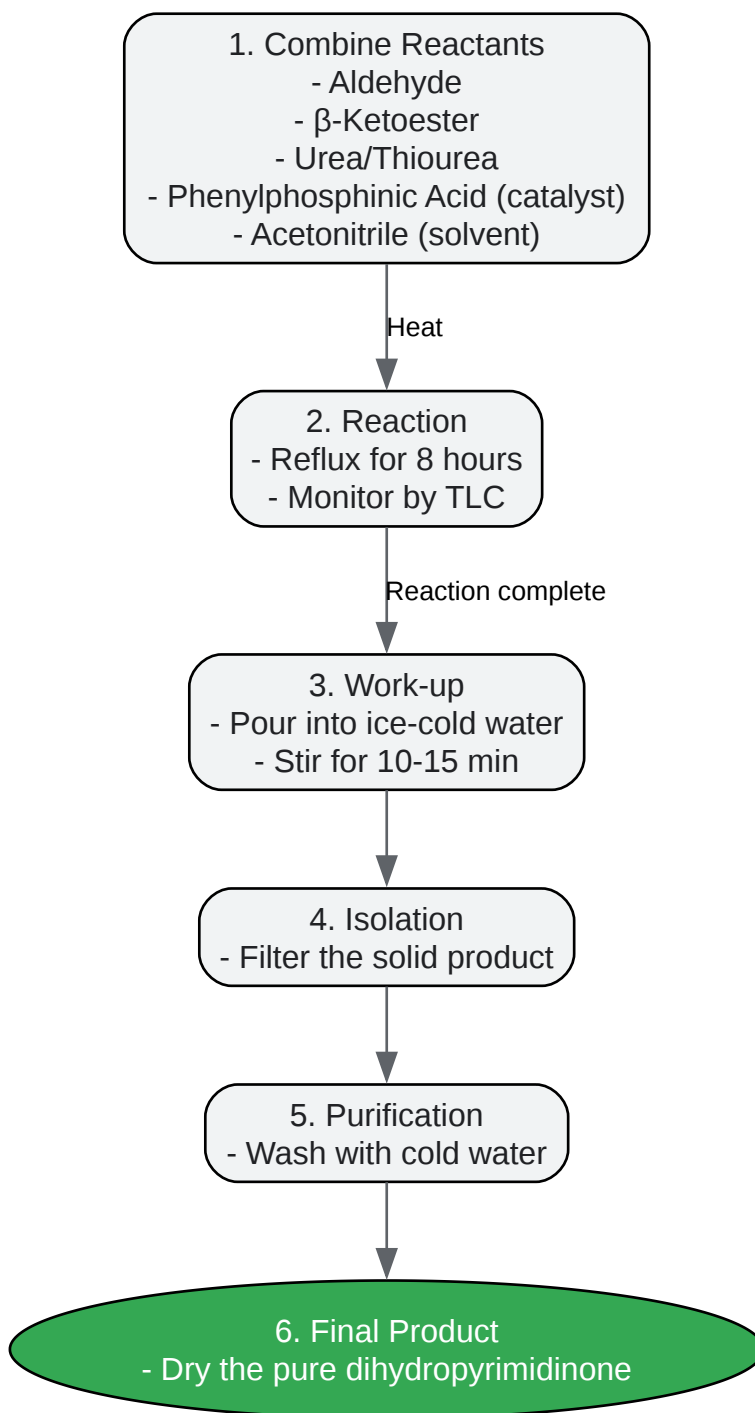 1. Combine Reactants
- Aldehyde
- β-Ketoester
- Urea/Thiourea
- Phenylphosphinic Acid (catalyst)
- Acetonitrile (solvent)
Heat
2. Reaction
- Reflux for 8 hours
- Monitor by TLC
Reaction complete
3. Work-up
- Pour into ice-cold water
- Stir for 10-15 min
4. Isolation
- Filter the solid product
5. Purification
- Wash with cold water
6. Final Product
- Dry the pure dihydropyrimidinone